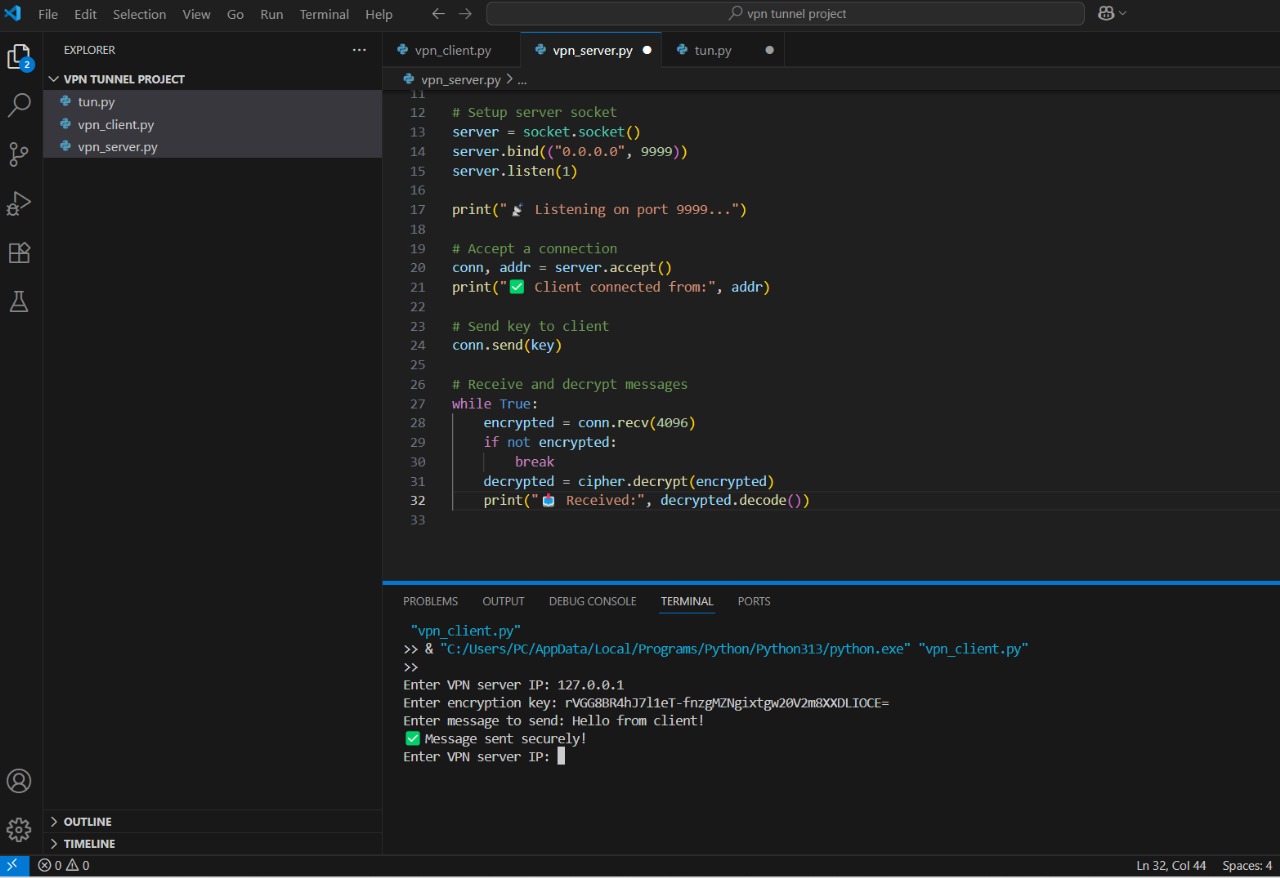 File Edit Selection View Go Run Terminal Help
vpn tunnel project
2
EXPLORER
VPN TUNNEL PROJECT
tun.py
vpn_client.py
vpn_server.py
OUTLINE
TIMELINE
vpn_client.py vpn_server.py tun.py
vpn_server.py > ...
11
12 # Setup server socket
13 server = socket.socket()
14 server.bind(("0.0.0.0", 9999))
15 server.listen(1)
16
17 print("📡 Listening on port 9999...")
18
19 # Accept a connection
20 conn, addr = server.accept()
21 print("✅ Client connected from:", addr)
22
23 # Send key to client
24 conn.send(key)
25
26 # Receive and decrypt messages
27 while True:
28 encrypted = conn.recv(4096)
29 if not encrypted:
30 break
31 decrypted = cipher.decrypt(encrypted)
32 print("📥 Received:", decrypted.decode())
33
PROBLEMS OUTPUT DEBUG CONSOLE TERMINAL PORTS
"vpn_client.py"
>> & "C:/Users/PC/AppData/Local/Programs/Python/Python313/python.exe" "vpn_client.py"
>>
Enter VPN server IP: 127.0.0.1
Enter encryption key: rVGG8BR4hJ7l1eT-fnzgMZNgixtgw20V2m8XXDLIOCE=
Enter message to send: Hello from client!
✅ Message sent securely!
Enter VPN server IP:
0 0
Ln 32, Col 44 Spaces: 4